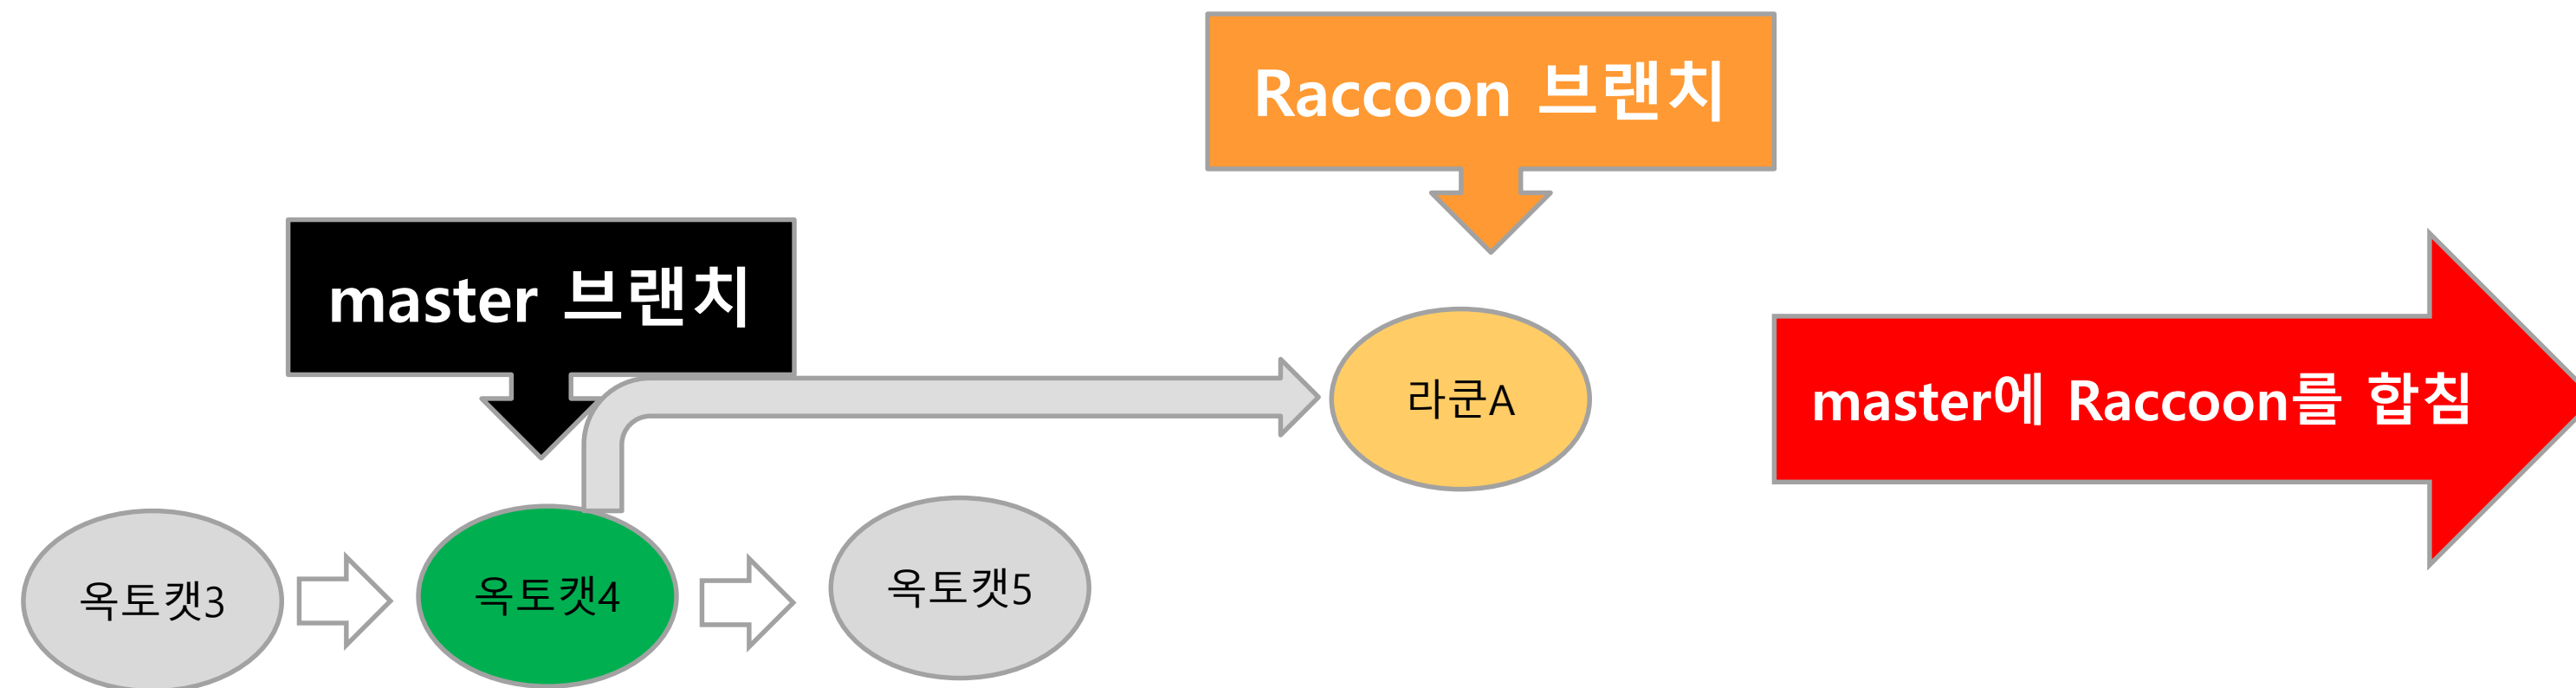 Raccoon 브랜치
master 브랜치
라쿤A
master에 Raccoon를 합침
옥토캣3
옥토캣4
옥토캣5